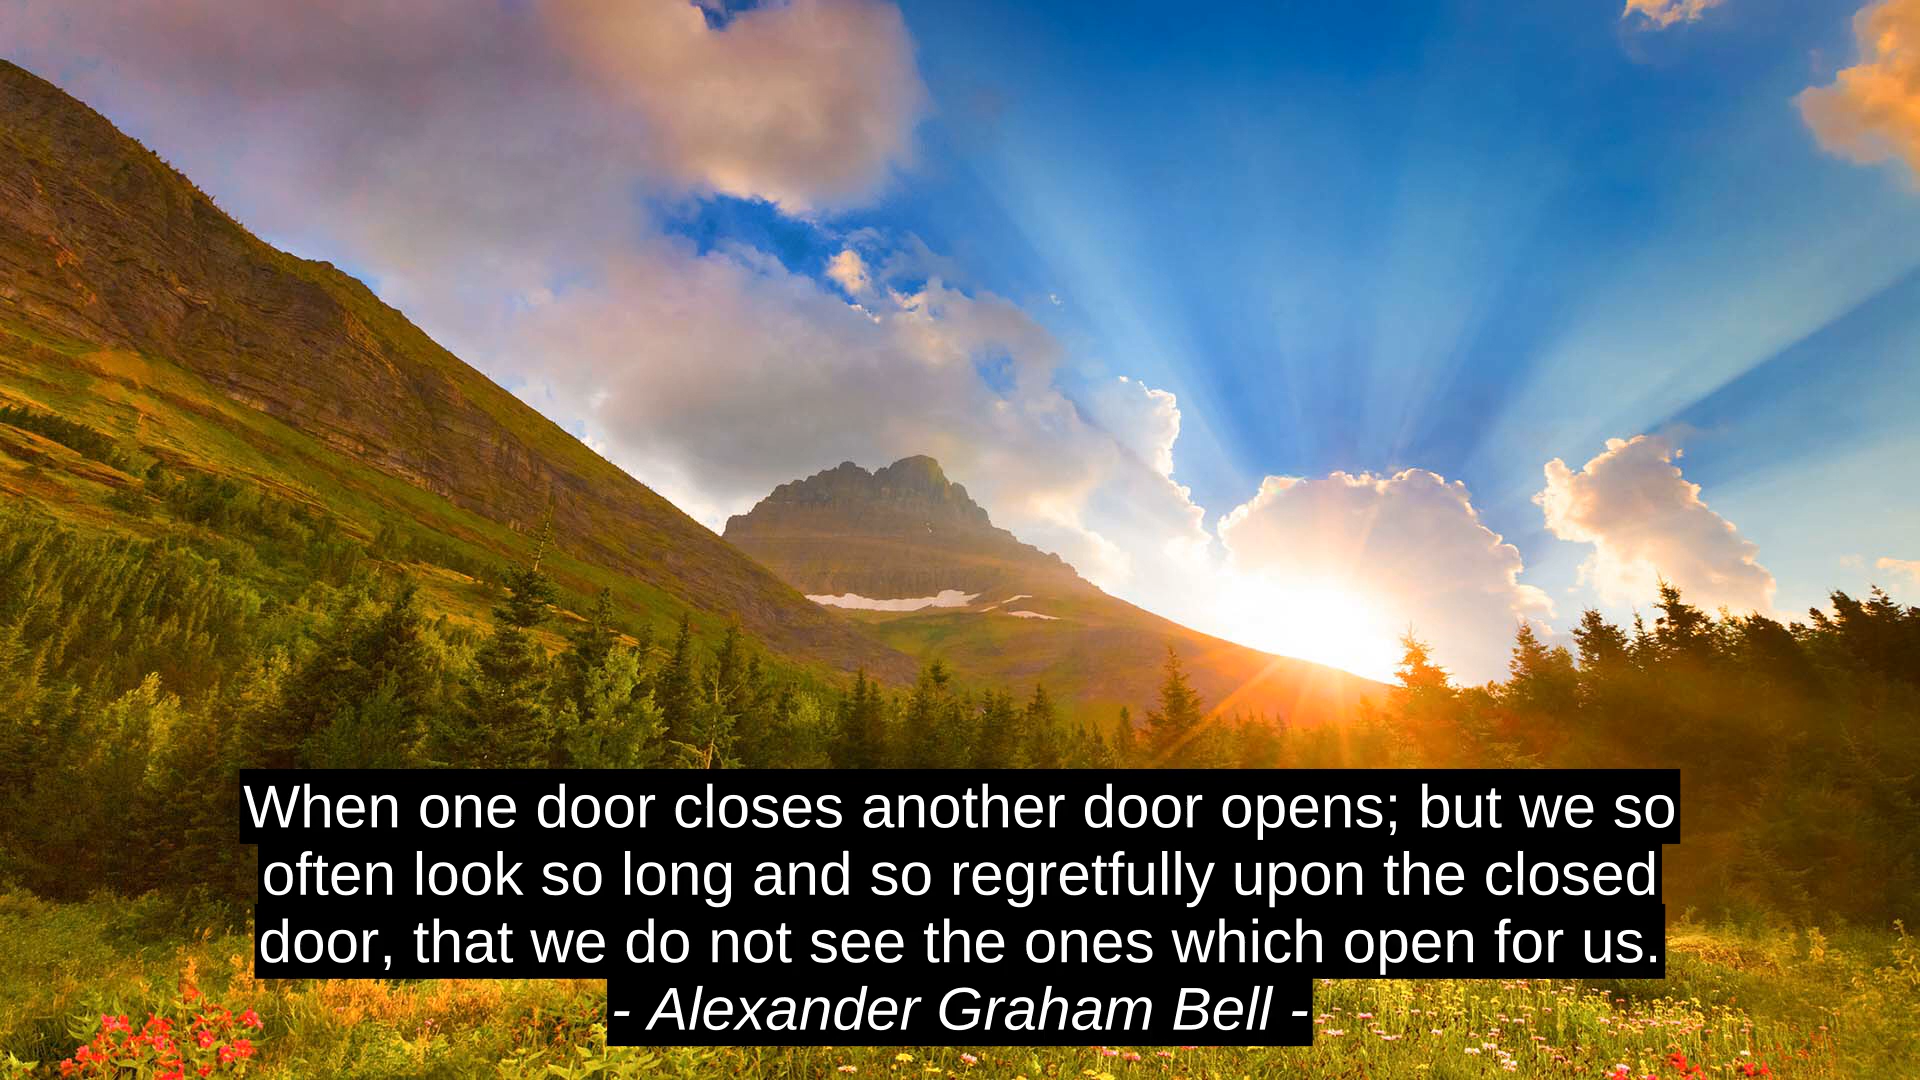 When one door closes another door opens; but we so
often look so long and so regretfully upon the closed
door, that we do not see the ones which open for us.
- Alexander Graham Bell -